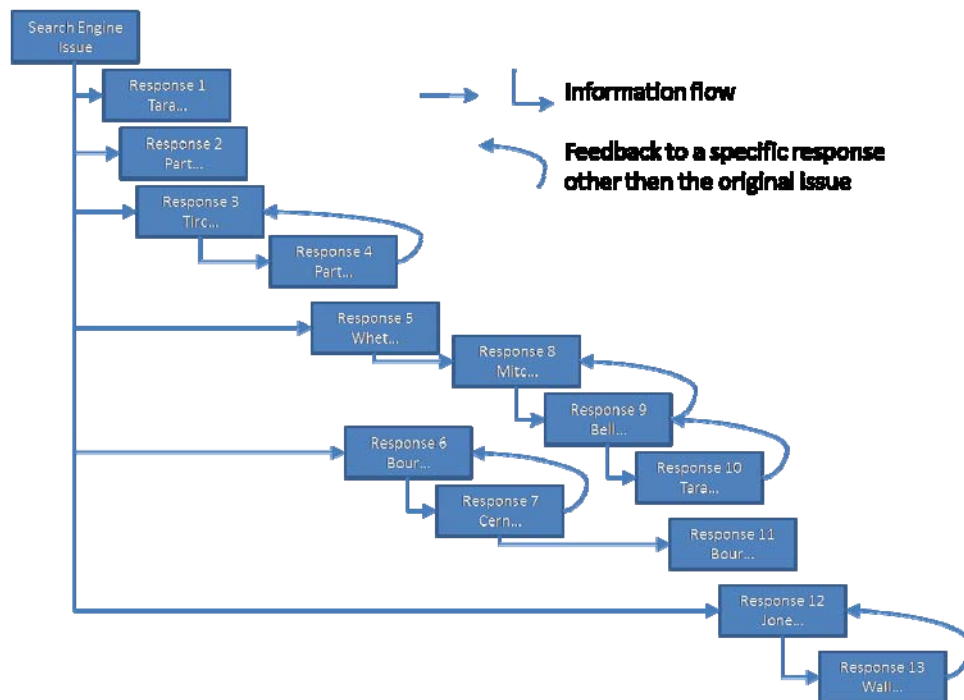 Search Engine
Issue
Response 1
Tara...
Information flow
Response 2
Part...
Feedback to a specific response
other then the original issue
Response 3
Tirc...
Response 4
Part...
Response 5
Whet...
Response 8
Mitc...
Response 9
Bell...
Response 6
Bour...
Response 10
Tara...
Response 7
Cern...
Response 11
Bour...
Response 12
Jone...
Response 13
Wall...